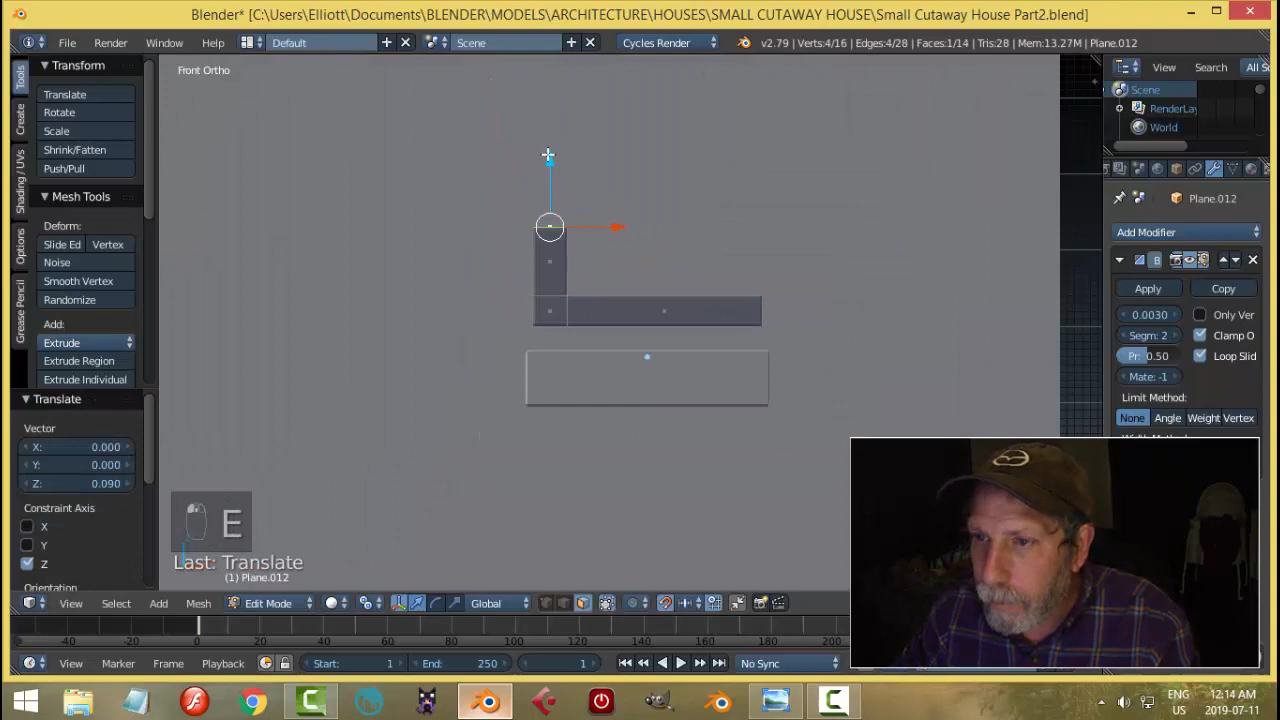 Blender* [C:\Users\Elliott\Documents\BLENDER\MODELS\ARCHITECTURE\HOUSES\SMALL CUTAWAY HOUSE\Small Cutaway House Part2.blend]
File Render Window Help Default Scene Cycles Render v2.79 | Verts:4/16 | Edges:4/28 | Faces:1/14 | Tris:28 | Mem:13.27M | Plane.012
Transform
Translate
Rotate
Scale
Shrink/Fatten
Push/Pull
Mesh Tools
Deform:
Slide Ed Vertex
Noise
Smooth Vertex
Randomize
Add:
Extrude
Extrude Region
Extrude Individual
Tools
Create
Shading / UVs
Options
Grease Pencil
Translate
Vector
X: 0.000
Y: 0.000
Z: 0.090
Constraint Axis
X
Y
Z
Orientation
Front Ortho
E
Last: Translate
(1) Plane.012
View Search All Sc
Scene
RenderLay
World
Plane.012
Add Modifier
B
Apply Copy
0.0030 Only Ver
Segm: 2 Clamp O
Pr: 0.50 Loop Slid
Mate: -1
Limit Method:
None Angle Weight Vertex
View Select Add Mesh Edit Mode Global
-40 -20 0 20 40 60 80 100 120 140 160 180 200
View Marker Frame Playback Start: 1 End: 250 1 No Sync
ENG
US
12:14 AM
2019-07-11